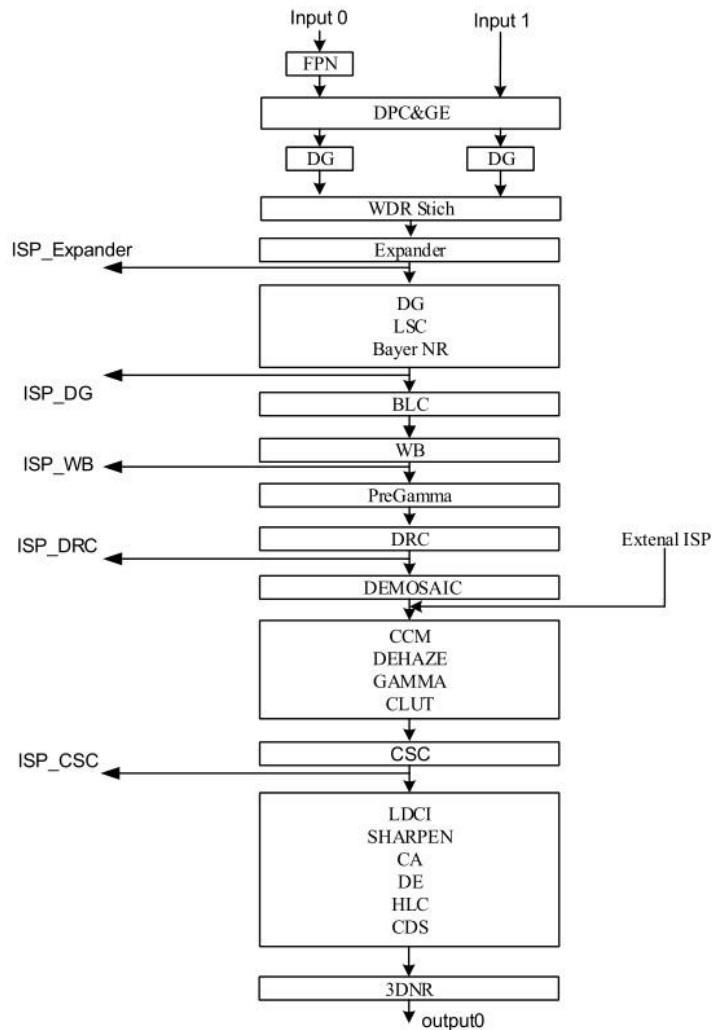 Input 0
Input 1
FPN
DPC&GE
DG
DG
WDR Stich
ISP_Expander
Expander
DG
LSC
Bayer NR
ISP_DG
BLC
WB
ISP_WB
PreGamma
DRC
ISP_DRC
Extenal ISP
DEMOSAIC
CCM
DEHAZE
GAMMA
CLUT
CSC
ISP_CSC
LDCI
SHARPEN
CA
DE
HLC
CDS
3DNR
output0